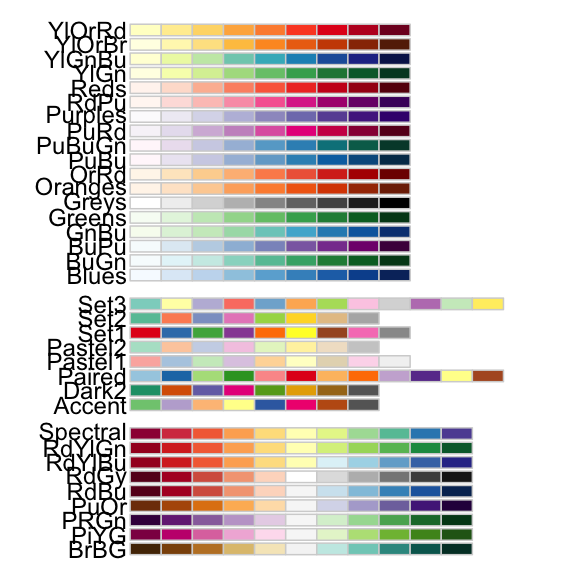 YlOrRd
YlOrBr
YlGnBu
YlGn
Reds
RdPu
Purples
PuRd
PuBuGn
PuBu
OrRd
Oranges
Greys
Greens
GnBu
BuPu
BuGn
Blues
Set3
Set2
Set1
Pastel2
Pastel1
Paired
Dark2
Accent
Spectral
RdYlGn
RdYlBu
RdGy
RdBu
PuOr
PRGn
PiYG
BrBG